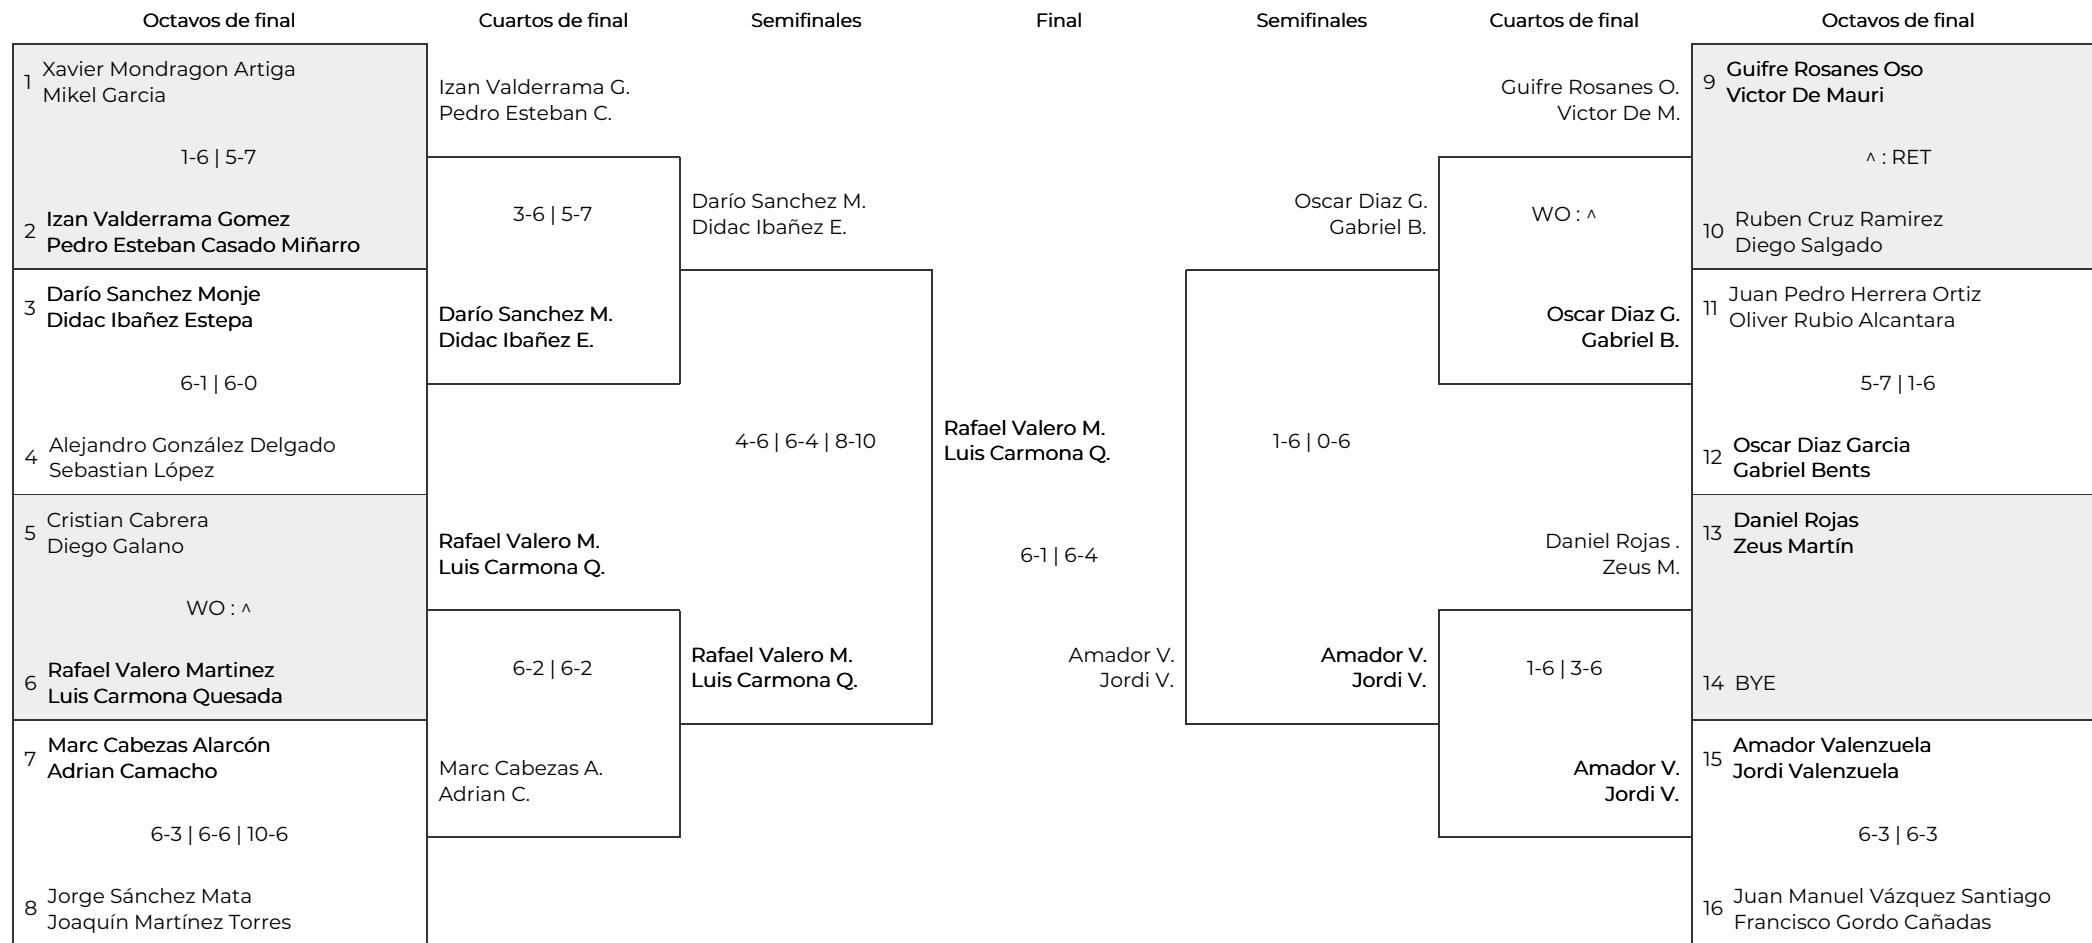 Octavos de final
Cuartos de final
Semifinales
Final
Semifinales
Cuartos de final
Octavos de final
1
Xavier Mondragon Artiga
Mikel Garcia
1-6 | 5-7
2
Izan Valderrama Gomez
Pedro Esteban Casado Miñarro
3
Darío Sanchez Monje
Didac Ibañez Estepa
6-1 | 6-0
4
Alejandro González Delgado
Sebastian López
5
Cristian Cabrera
Diego Galano
WO : ^
6
Rafael Valero Martinez
Luis Carmona Quesada
7
Marc Cabezas Alarcón
Adrian Camacho
6-3 | 6-6 | 10-6
8
Jorge Sánchez Mata
Joaquín Martínez Torres
Izan Valderrama G.
Pedro Esteban C.
3-6 | 5-7
Darío Sanchez M.
Didac Ibañez E.
Rafael Valero M.
Luis Carmona Q.
6-2 | 6-2
Marc Cabezas A.
Adrian C.
Darío Sanchez M.
Didac Ibañez E.
4-6 | 6-4 | 8-10
Rafael Valero M.
Luis Carmona Q.
Rafael Valero M.
Luis Carmona Q.
6-1 | 6-4
Amador V.
Jordi V.
Oscar Diaz G.
Gabriel B.
1-6 | 0-6
Amador V.
Jordi V.
Guifre Rosanes O.
Victor De M.
WO : ^
Oscar Diaz G.
Gabriel B.
Daniel Rojas .
Zeus M.
1-6 | 3-6
Amador V.
Jordi V.
9
Guifre Rosanes Oso
Victor De Mauri
^ : RET
10
Ruben Cruz Ramirez
Diego Salgado
11
Juan Pedro Herrera Ortiz
Oliver Rubio Alcantara
5-7 | 1-6
12
Oscar Diaz Garcia
Gabriel Bents
13
Daniel Rojas
Zeus Martín
14 BYE
15
Amador Valenzuela
Jordi Valenzuela
6-3 | 6-3
16
Juan Manuel Vázquez Santiago
Francisco Gordo Cañadas